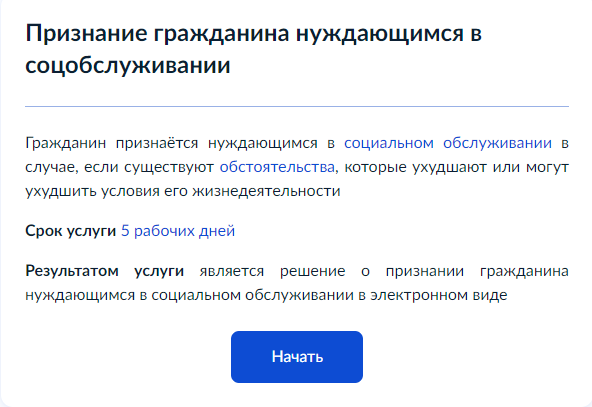 Признание гражданина нуждающимся в
соцобслуживании
Гражданин признаётся нуждающимся в социальном обслуживании в
случае, если существуют обстоятельства, которые ухудшают или могут
ухудшить условия его жизнедеятельности
Срок услуги 5 рабочих дней
Результатом услуги является решение о признании гражданина
нуждающимся в социальном обслуживании в электронном виде
Начать